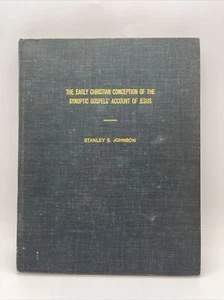 THE EARLY CHRISTIAN CONCEPTION OF THE
SYNOPTIC GOSPELS' ACCOUNT OF JESUS
STANLEY E. JOHNSON